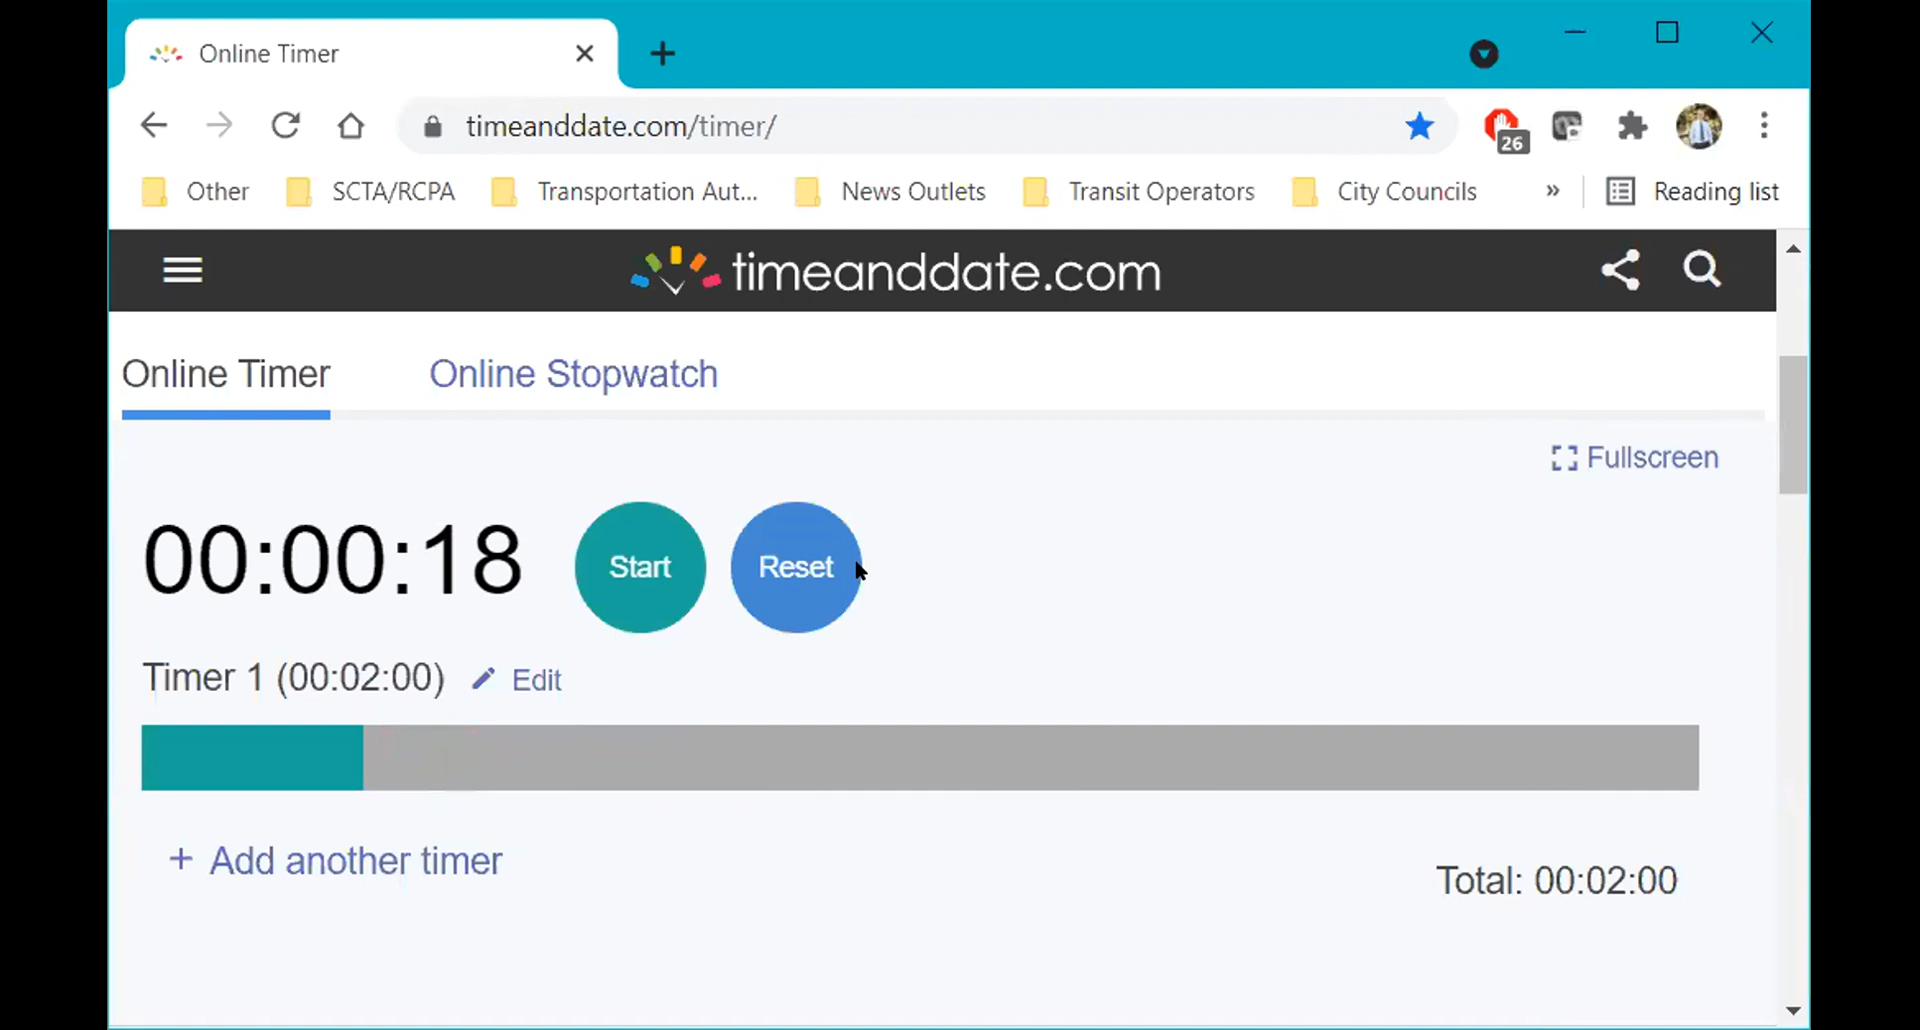 Online Timer
timeanddate.com/timer/
26
Other SCTA/RCPA Transportation Aut... News Outlets Transit Operators City Councils » Reading list
timeanddate.com
Online Timer Online Stopwatch
Fullscreen
00:00:18 Start Reset
Timer 1 (00:02:00) Edit
+ Add another timer
Total: 00:02:00